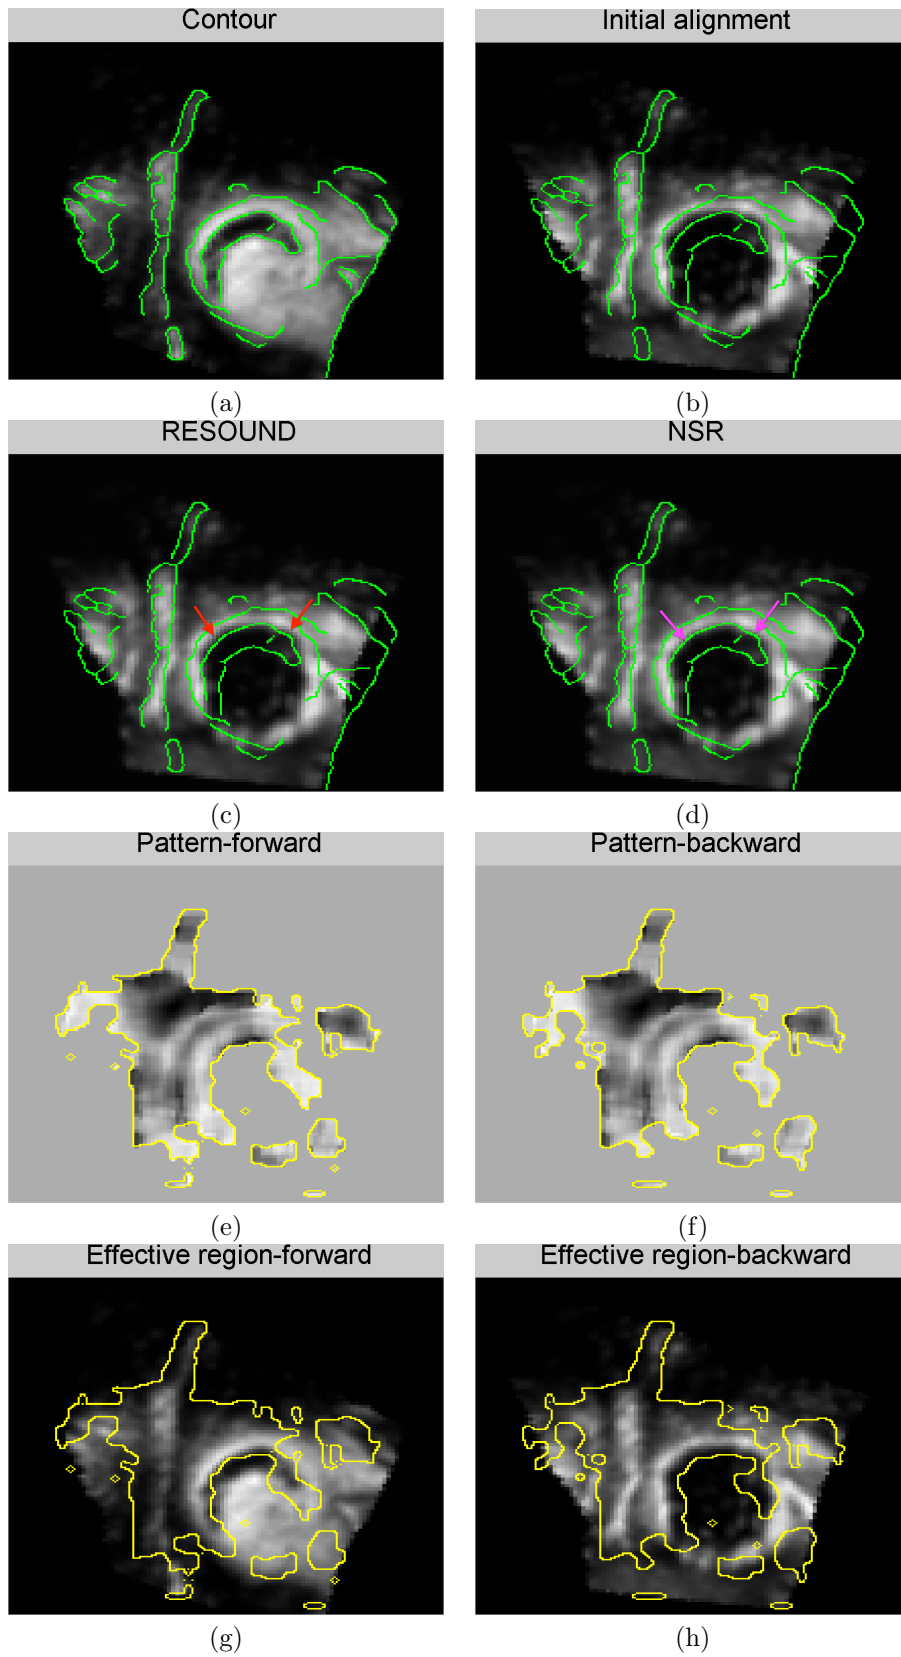 Contour
Initial alignment
(a)
(b)
RESOUND
NSR
(c)
(d)
Pattern-forward
Pattern-backward
(e)
(f)
Effective region-forward
Effective region-backward
(g)
(h)